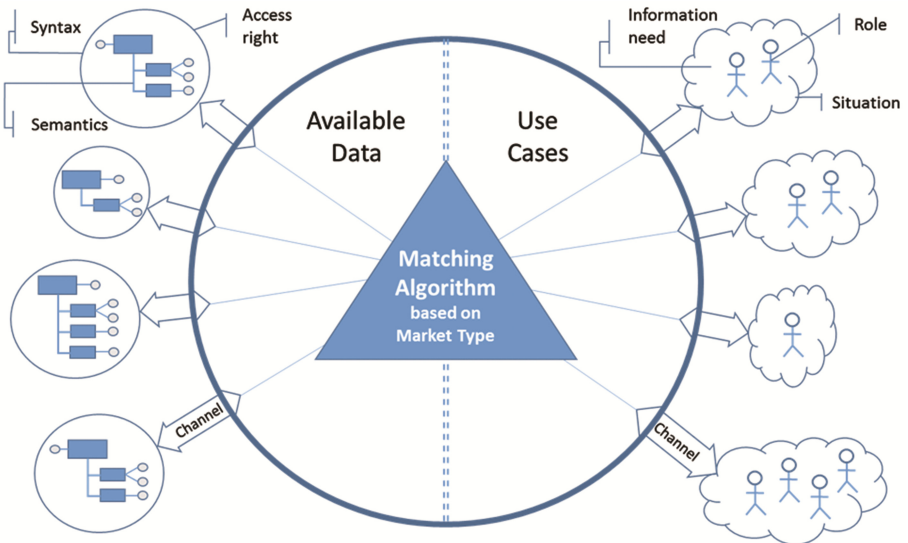 Syntax
Access
right
Semantics
Available
Data
Use
Cases
Information
need
Role
Situation
Matching
Algorithm
based on
Market Type
Channel
Channel